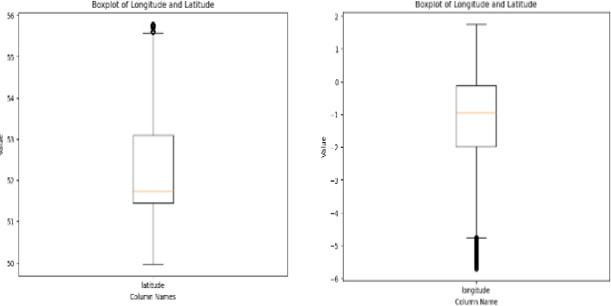 Boxplot of Longitude and Latitude
56
55
54
53
52
51
50
Value
latitude
Column Names
Boxplot of Longitude and Latitude
2
1
0
−1
−2
−3
−4
−5
−6
Value
longitude
Column Name